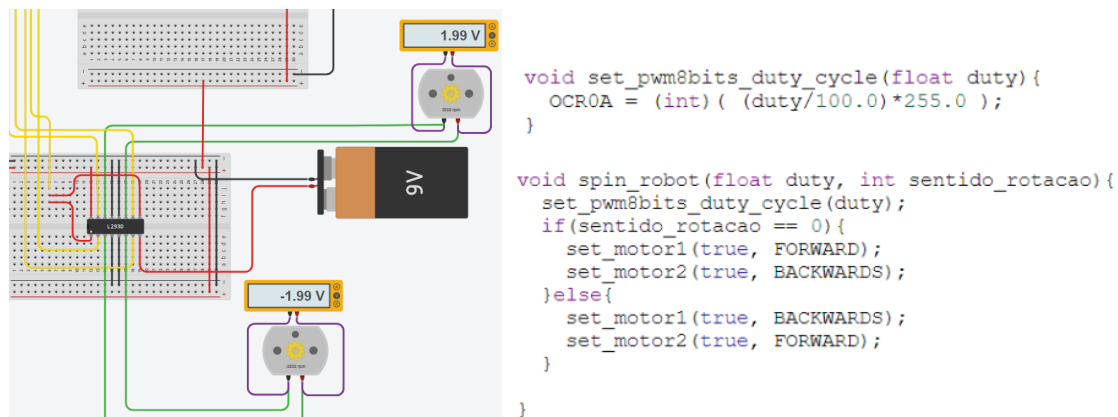 1.99 V
9V
L293D
-1.99 V
void set_pwm8bits_duty_cycle(float duty){
OCR0A = (int)( (duty/100.0)*255.0 );
}
void spin_robot(float duty, int sentido_rotacao){
set_pwm8bits_duty_cycle(duty);
if(sentido_rotacao == 0){
set_motor1(true, FORWARD);
set_motor2(true, BACKWARDS);
}else{
set_motor1(true, BACKWARDS);
set_motor2(true, FORWARD);
}
}